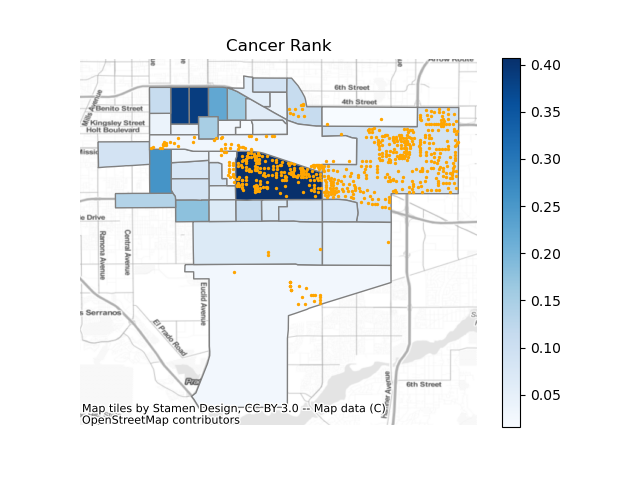 Cancer Rank
Arrow Route
6th Street
4th Street
Mills Avenue
Benito Street
Kingsley Street
Holt Boulevard
e Drive
Ramona Avenue
Central Avenue
Euclid Avenue
s Serranos
El Prado Road
6th Street
Map tiles by Stamen Design, CC BY 3.0 -- Map data (C)
OpenStreetMap contributors
0.40
0.35
0.30
0.25
0.20
0.15
0.10
0.05